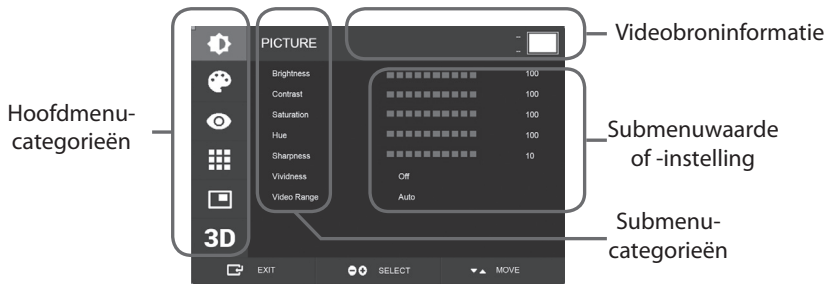 Videobroninformatie
PICTURE
Hoofdmenu-
categorieën
Brightness 100
Contrast 100
Saturation 100
Hue 100
Sharpness 10
Vividness Off
Video Range Auto
3D
Submenuwaarde
of -instelling
Submenu-
categorieën
EXIT SELECT MOVE